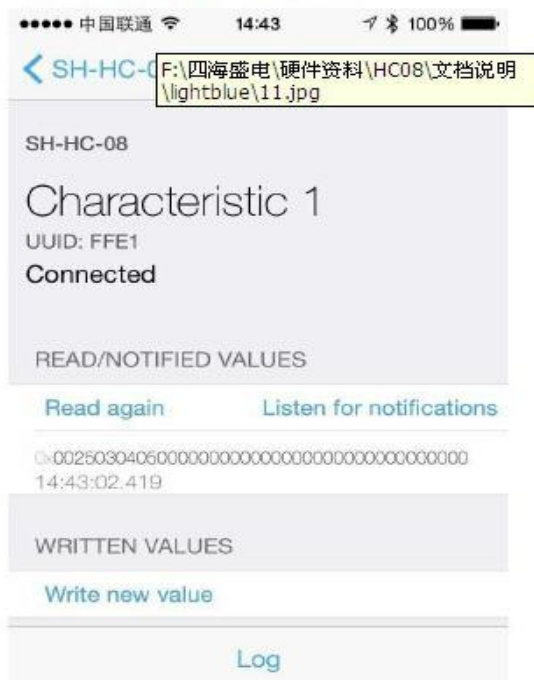 中国联通 14:43 100%
SH-HC-0
F:\四海盛电\硬件资料\HC08\文档说明
\lightblue\11.jpg
SH-HC-08
Characteristic 1
UUID: FFE1
Connected
READ/NOTIFIED VALUES
Read again Listen for notifications
14:43:02.419
WRITTEN VALUES
Write new value
Log